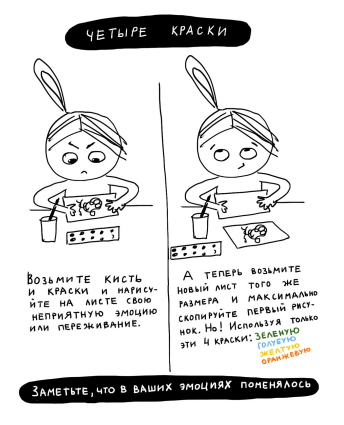 ЧЕТЫРЕ КРАСКИ
ВОЗЬМИТЕ КИСТЬ
И КРАСКИ И НАРИСУ-
ЙТЕ НА ЛИСТЕ СВОЮ
НЕПРИЯТНУЮ ЭМОЦИЮ
ИЛИ ПЕРЕЖИВАНИЕ.
А ТЕПЕРЬ ВОЗЬМИТЕ
НОВЫЙ ЛИСТ ТОГО ЖЕ
РАЗМЕРА И МАКСИМАЛЬНО
СКОПИРУЙТЕ ПЕРВЫЙ РИСУ-
НОК. НО! ИСПОЛЬЗУЯ ТОЛЬКО
ЭТИ 4 КРАСКИ: ЗЕЛЕНУЮ
ГОЛУБУЮ
ЖЕЛТУЮ
ОРАНЖЕВУЮ
ЗАМЕТЬТЕ, ЧТО В ВАШИХ ЭМОЦИЯХ ПОМЕНЯЛОСЬ